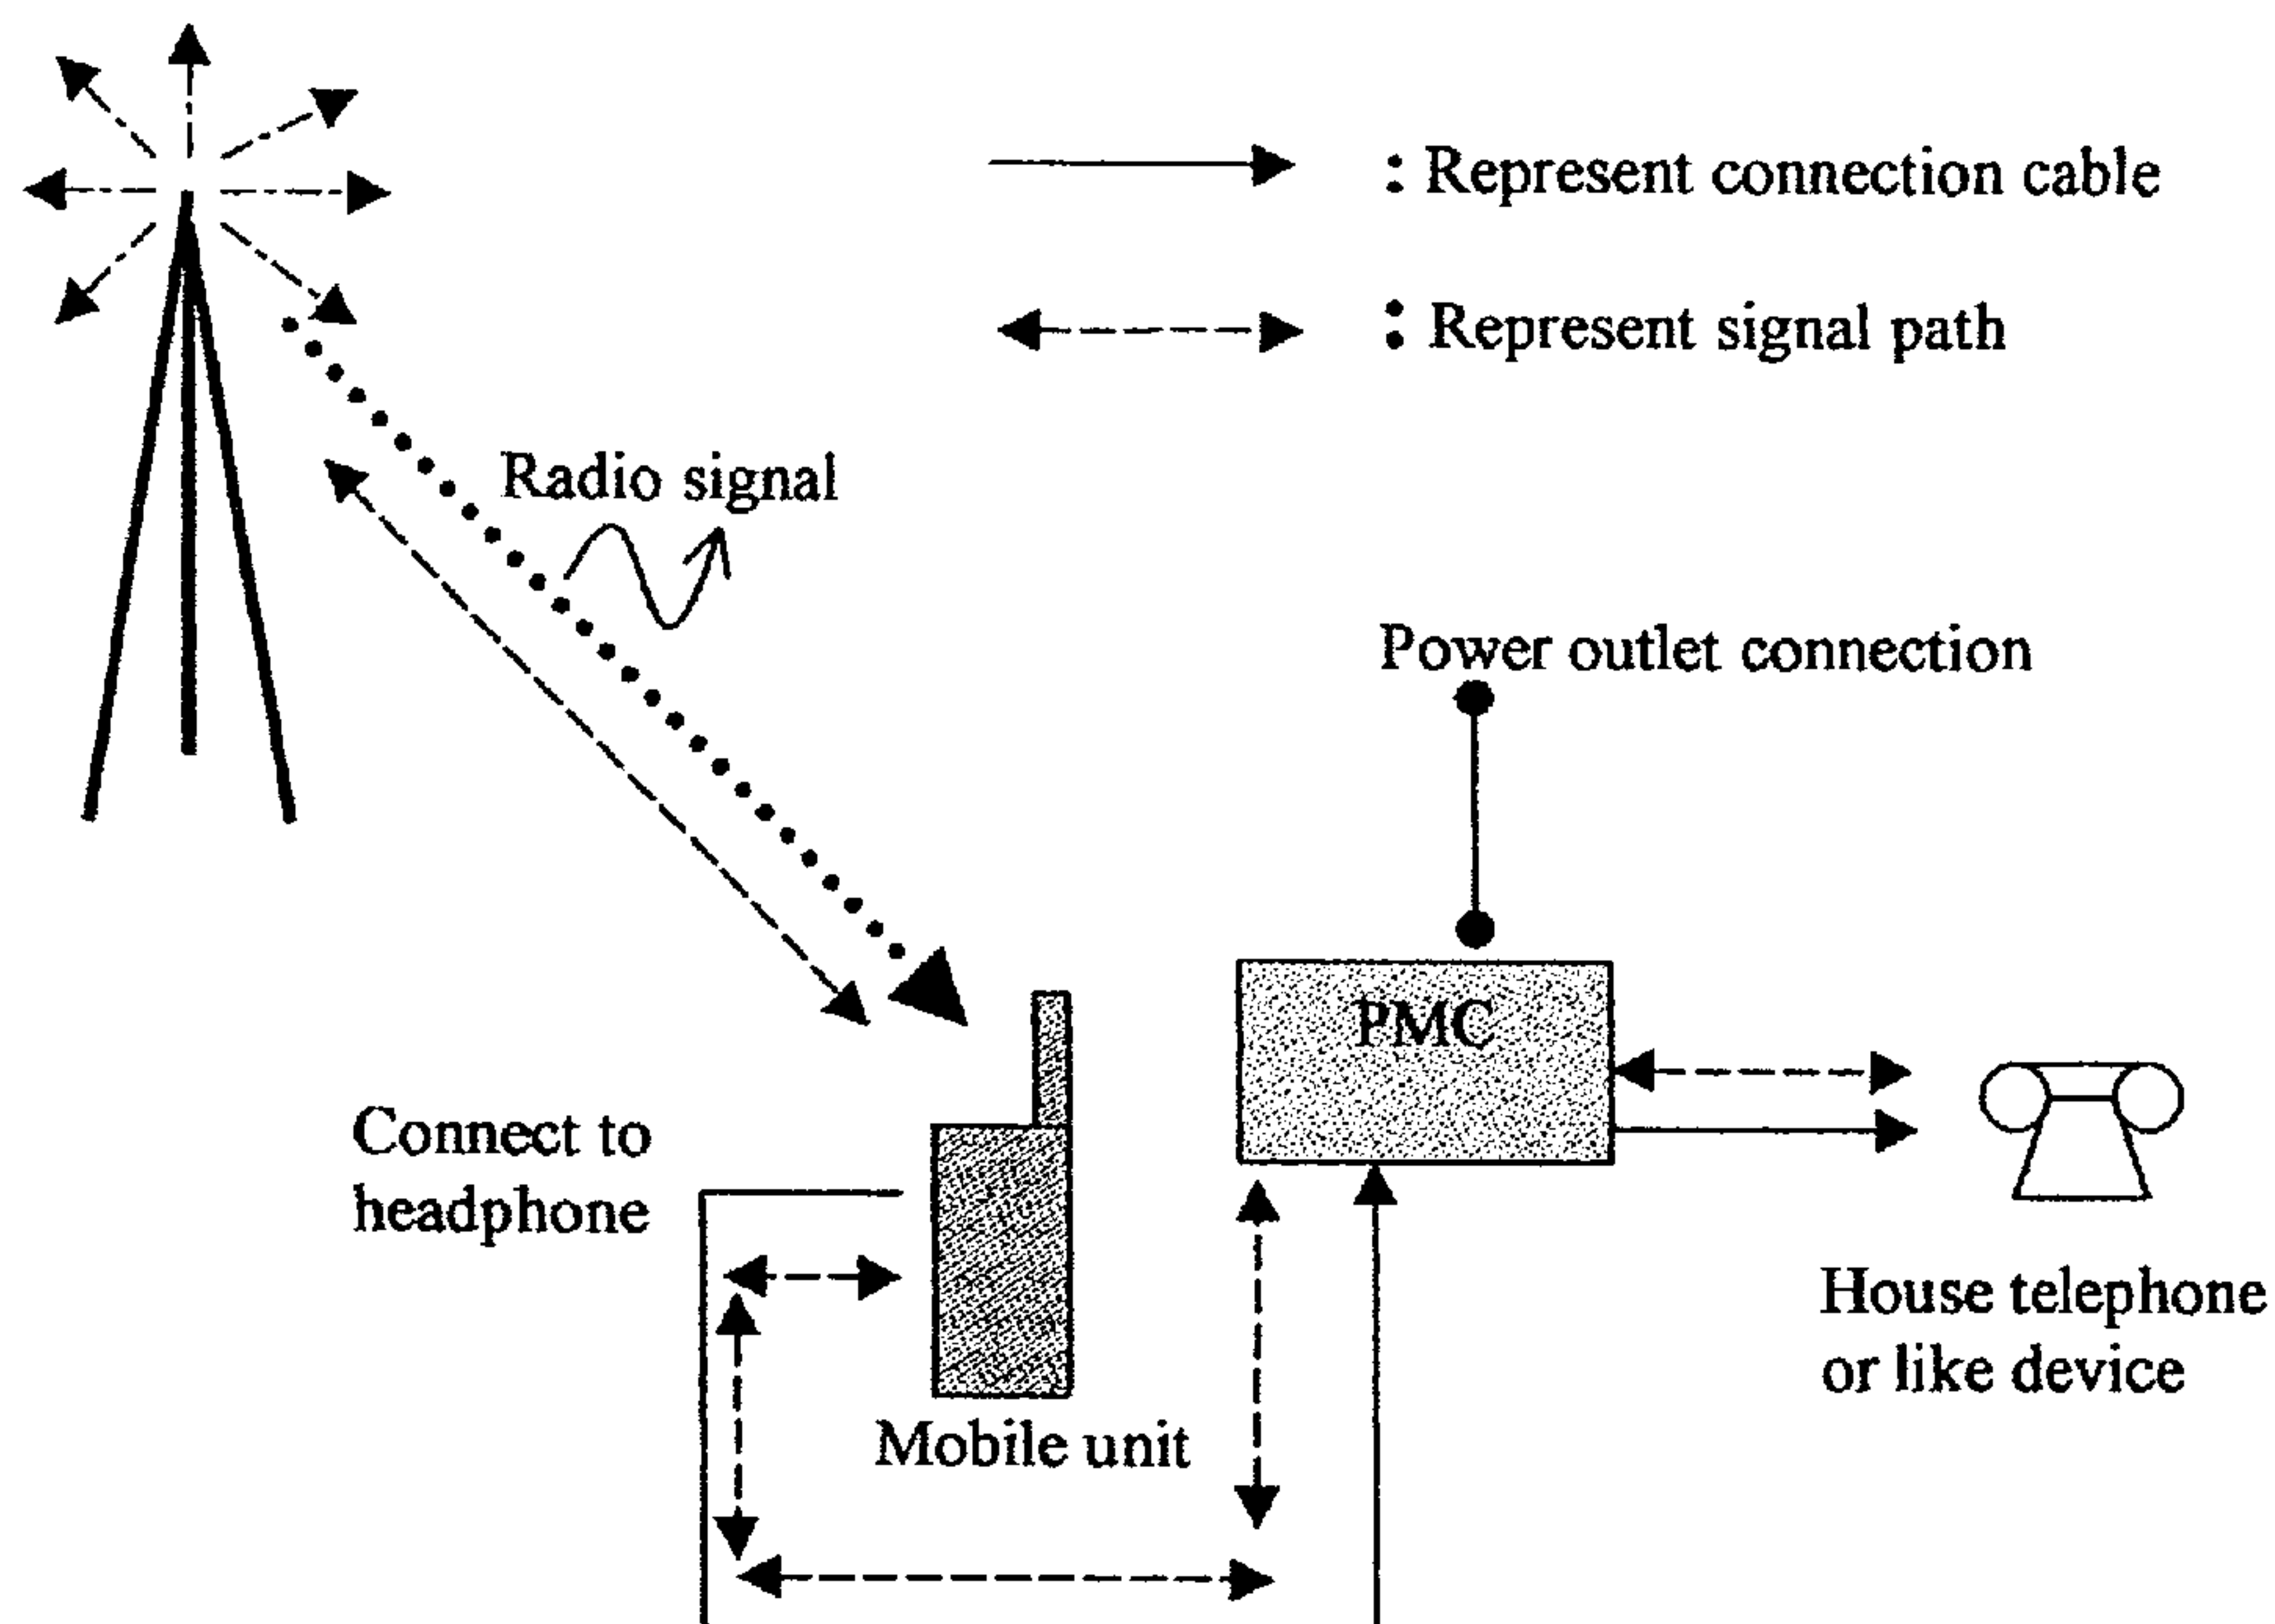 : Represent connection cable
: Represent signal path
Radio signal
Power outlet connection
PMC
Connect to
headphone
House telephone
or like device
Mobile unit